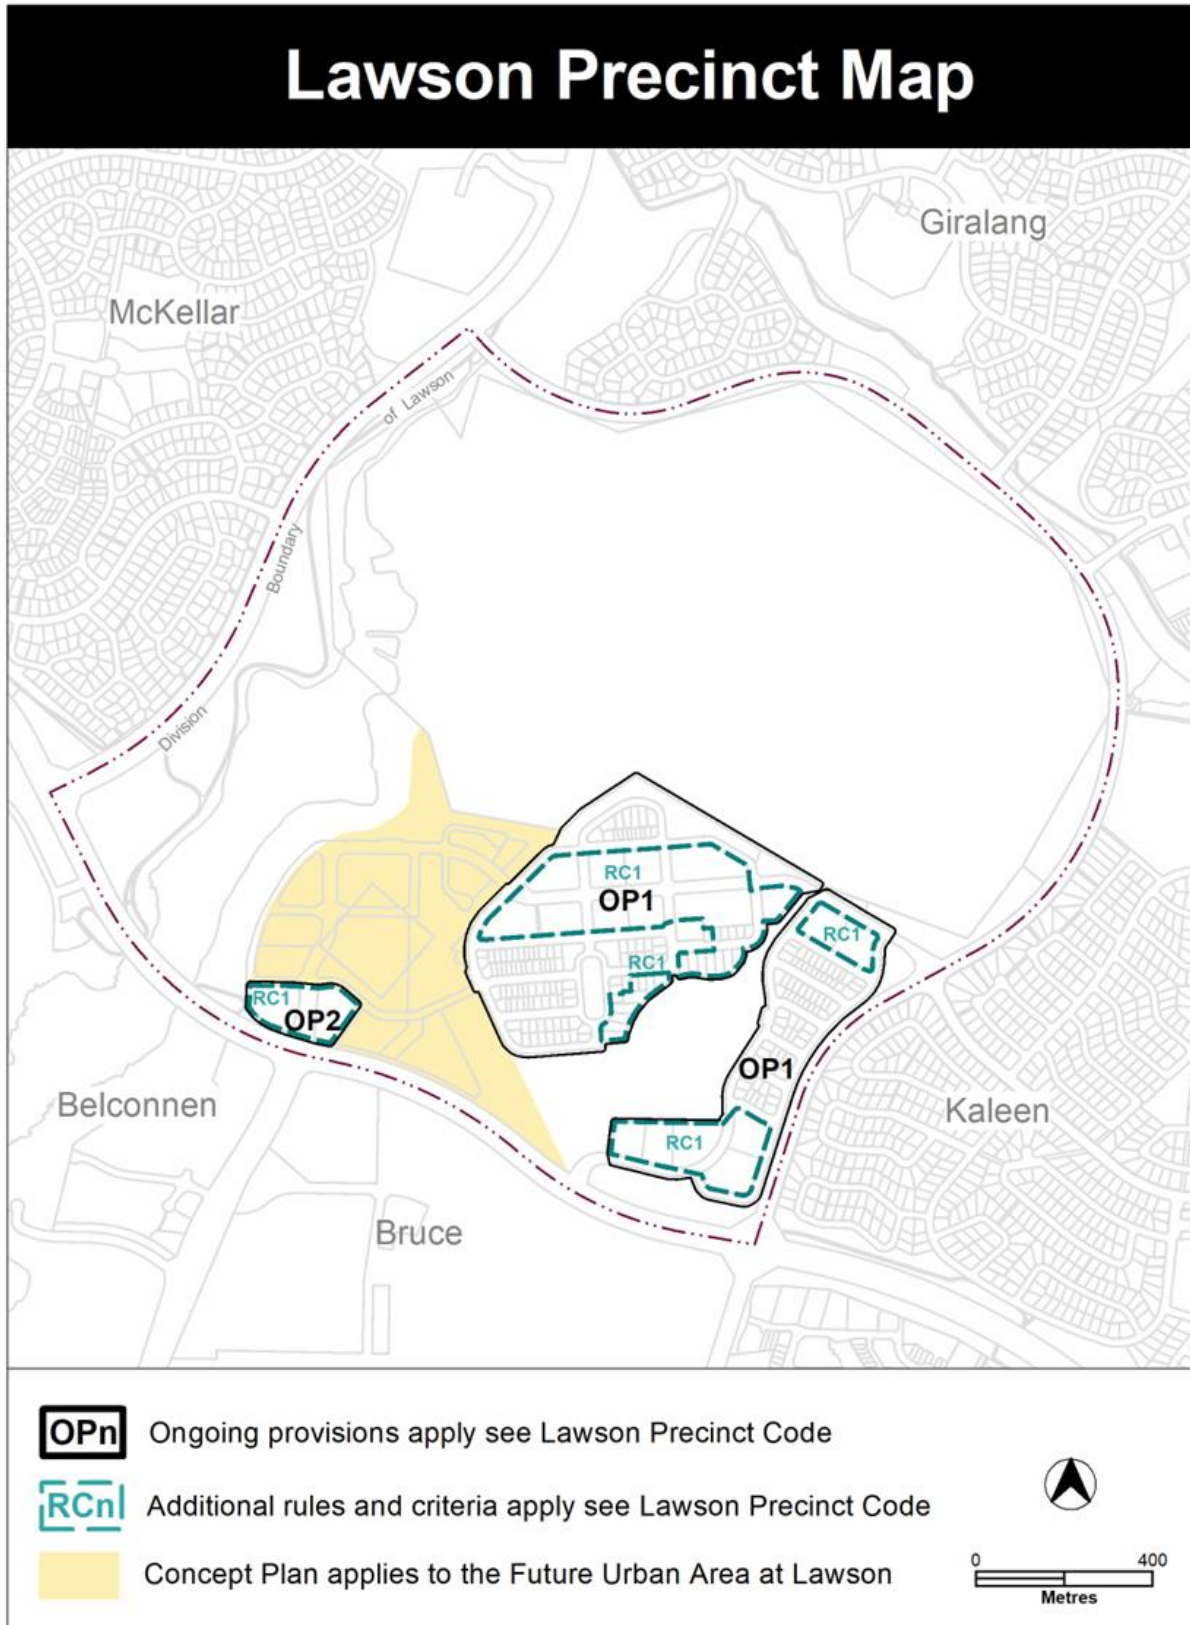 Lawson Precinct Map
Giralang
McKellar
of Lawson
Boundary
Division
RC1
OP1
RC1
RC1
RC1
OP2
OP1
Belconnen
Kaleen
RC1
Bruce
OPn Ongoing provisions apply see Lawson Precinct Code
RCn Additional rules and criteria apply see Lawson Precinct Code
Concept Plan applies to the Future Urban Area at Lawson
0 400
Metres